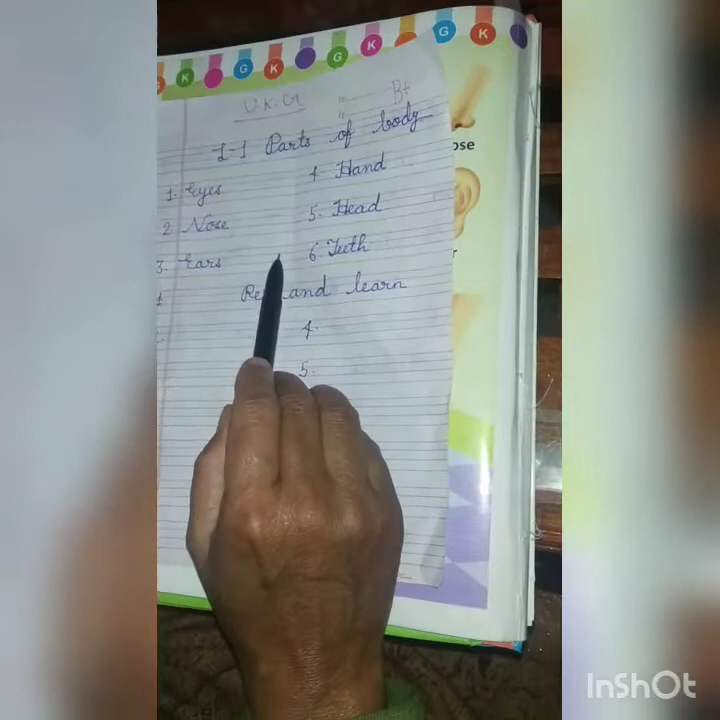 G K G K G K G K
U.K.G
L-1 Parts of body
1. Eyes
2 Nose
3. Ears
4. Hand
5. Head
6. Teeth
and learn
4.
5.
ose
InShOt